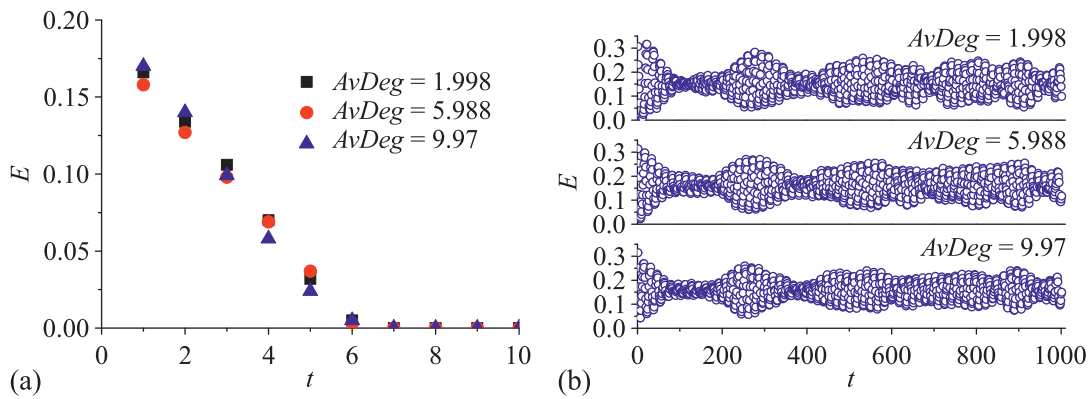 0.20
0.15
0.10
0.05
0.00
E
0 2 4 6 8 10
t
AvDeg = 1.998
AvDeg = 5.988
AvDeg = 9.97
(a)
AvDeg = 1.998
0.3
0.2
0.1
0.0
AvDeg = 5.988
0.3
0.2
0.1
0.0
E
AvDeg = 9.97
0.3
0.2
0.1
0.0
0 200 400 600 800 1000
t
(b)